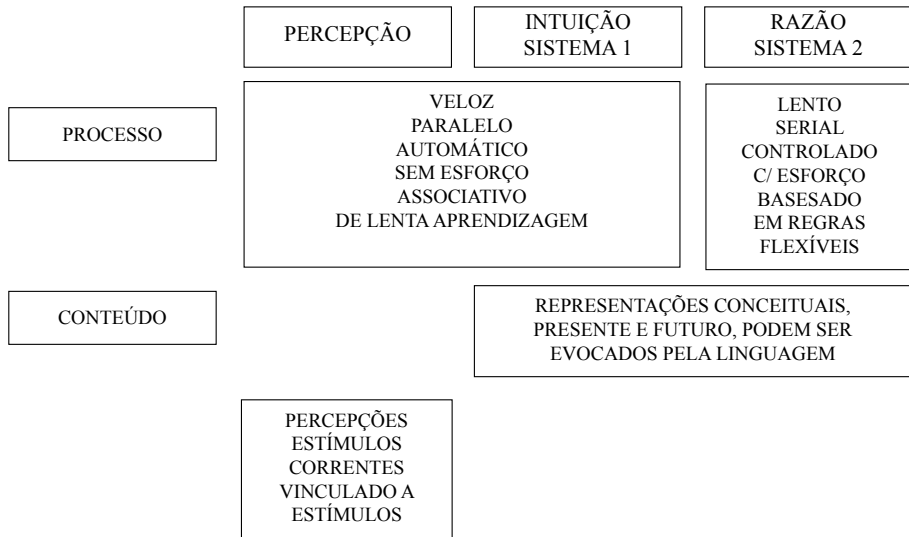 PERCEPÇÃO
INTUIÇÃO
SISTEMA 1
RAZÃO
SISTEMA 2
PROCESSO
VELOZ
PARALELO
AUTOMÁTICO
SEM ESFORÇO
ASSOCIATIVO
DE LENTA APRENDIZAGEM
LENTO
SERIAL
CONTROLADO
C/ ESFORÇO
BASESADO
EM REGRAS
FLEXÍVEIS
CONTEÚDO
REPRESENTAÇÕES CONCEITUAIS,
PRESENTE E FUTURO, PODEM SER
EVOCADOS PELA LINGUAGEM
PERCEPÇÕES
ESTÍMULOS
CORRENTES
VINCULADO A
ESTÍMULOS